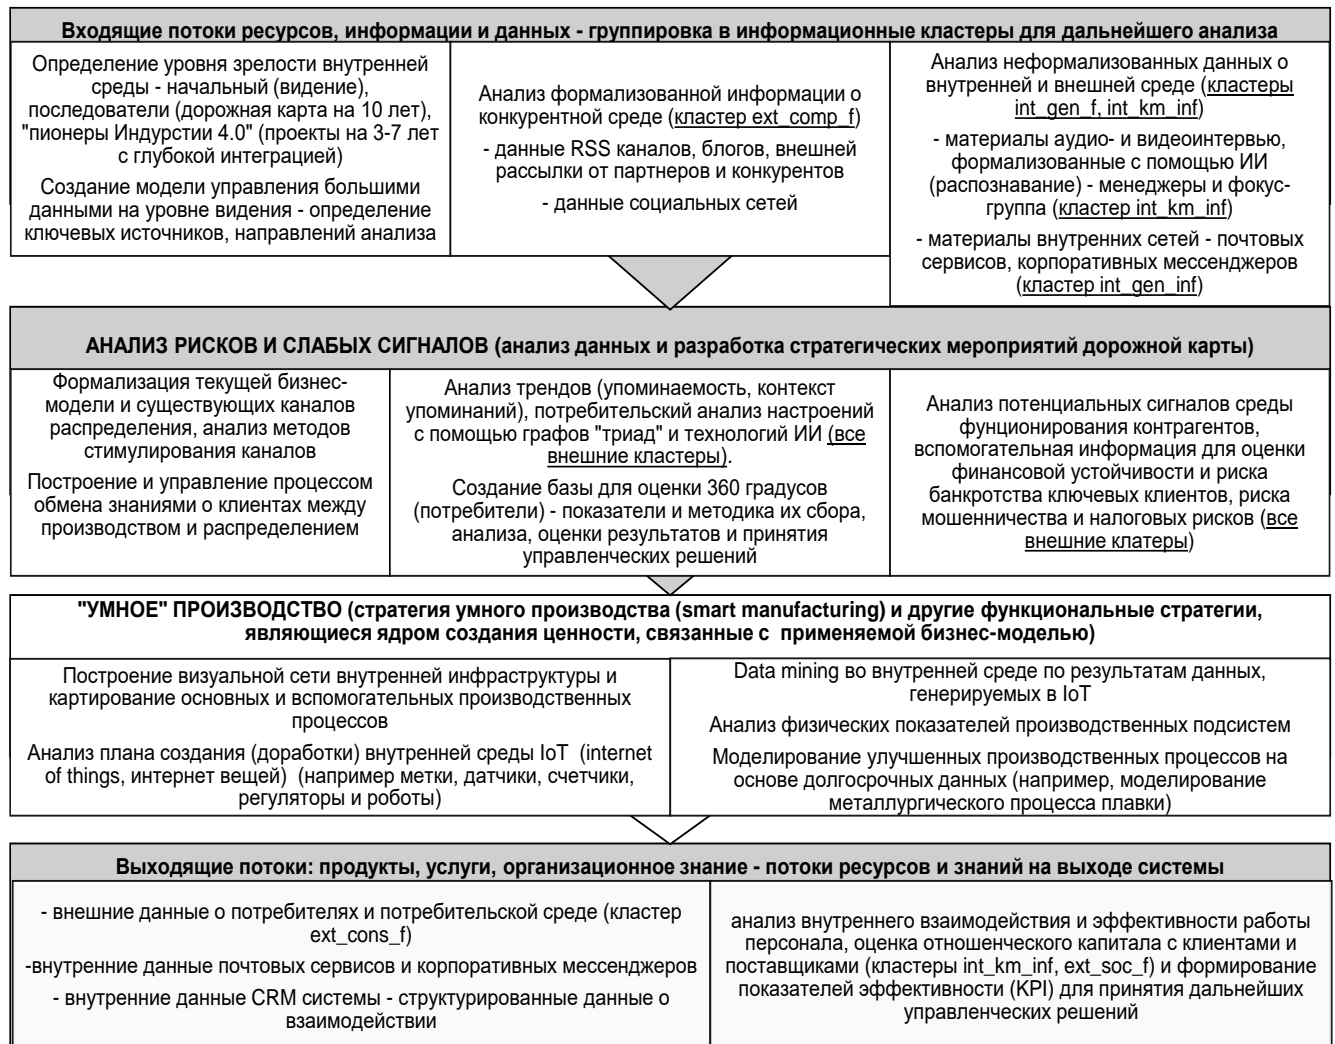 Входящие потоки ресурсов, информации и данных - группировка в информационные кластеры для дальнейшего анализа
Определение уровня зрелости внутренней
среды - начальный (видение),
последователи (дорожная карта на 10 лет),
"пионеры Индурстии 4.0" (проекты на 3-7 лет
с глубокой интеграцией)
Создание модели управления большими
данными на уровне видения - определение
ключевых источников, направлений анализа
Анализ формализованной информации о
конкурентной среде (кластер ext_comp_f)
- данные RSS каналов, блогов, внешней
рассылки от партнеров и конкурентов
- данные социальных сетей
Анализ неформализованных данных о
внутренней и внешней среде (кластеры
int_gen_f, int_km_inf)
- материалы аудио- и видеоинтервью,
формализованные с помощью ИИ
(распознавание) - менеджеры и фокус-
группа (кластер int_km_inf)
- материалы внутренних сетей - почтовых
сервисов, корпоративных мессенджеров
(кластер int_gen_inf)
АНАЛИЗ РИСКОВ И СЛАБЫХ СИГНАЛОВ (анализ данных и разработка стратегических мероприятий дорожной карты)
Формализация текущей бизнес-
модели и существующих каналов
распределения, анализ методов
стимулирования каналов
Построение и управление процессом
обмена знаниями о клиентах между
производством и распределением
Анализ трендов (упоминаемость, контекст
упоминаний), потребительский анализ настроений
с помощью графов "триад" и технологий ИИ (все
внешние кластеры).
Создание базы для оценки 360 градусов
(потребители) - показатели и методика их сбора,
анализа, оценки результатов и принятия
управленческих решений
Анализ потенциальных сигналов среды
фунционирования контрагентов,
вспомогательная информация для оценки
финансовой устойчивости и риска
банкротства ключевых клиентов, риска
мошенничества и налоговых рисков (все
внешние клатеры)
"УМНОЕ" ПРОИЗВОДСТВО (стратегия умного производства (smart manufacturing) и другие функциональные стратегии,
являющиеся ядром создания ценности, связанные с применяемой бизнес-моделью)
Построение визуальной сети внутренней инфраструктуры и
картирование основных и вспомогательных производственных
процессов
Анализ плана создания (доработки) внутренней среды IoT (internet
of things, интернет вещей) (например метки, датчики, счетчики,
регуляторы и роботы)
Data mining во внутренней среде по результатам данных,
генерируемых в IoT
Анализ физических показателей производственных подсистем
Моделирование улучшенных производственных процессов на
основе долгосрочных данных (например, моделирование
металлургического процесса плавки)
Выходящие потоки: продукты, услуги, организационное знание - потоки ресурсов и знаний на выходе системы
- внешние данные о потребителях и потребительской среде (кластер
ext_cons_f)
-внутренние данные почтовых сервисов и корпоративных мессенджеров
- внутренние данные CRM системы - структурированные данные о
взаимодействии
анализ внутреннего взаимодействия и эффективности работы
персонала, оценка отношенческого капитала с клиентами и
поставщиками (кластеры int_km_inf, ext_soc_f) и формирование
показателей эффективности (KPI) для принятия дальнейших
управленческих решений